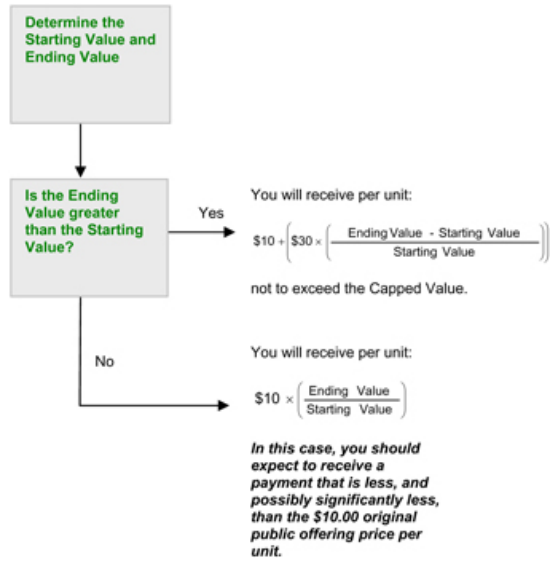 Determine the
Starting Value and
Ending Value
Is the Ending
Value greater
than the Starting
Value?
Yes
You will receive per unit:
$10 + ( $30 × ( Ending Value - Starting Value
Starting Value ) )
not to exceed the Capped Value.
No
You will receive per unit:
$10 × ( Ending Value
Starting Value )
In this case, you should
expect to receive a
payment that is less, and
possibly significantly less,
than the $10.00 original
public offering price per
unit.